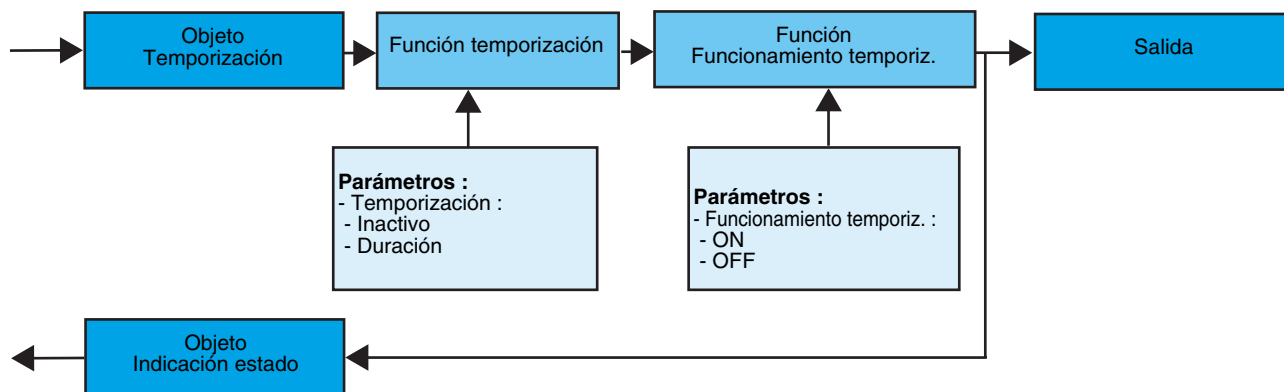 Objeto
Temporización
Función temporización
Función
Funcionamiento temporiz.
Salida
Parámetros :
- Temporización :
- Inactivo
- Duración
Parámetros :
- Funcionamiento temporiz. :
- ON
- OFF
Objeto
Indicación estado